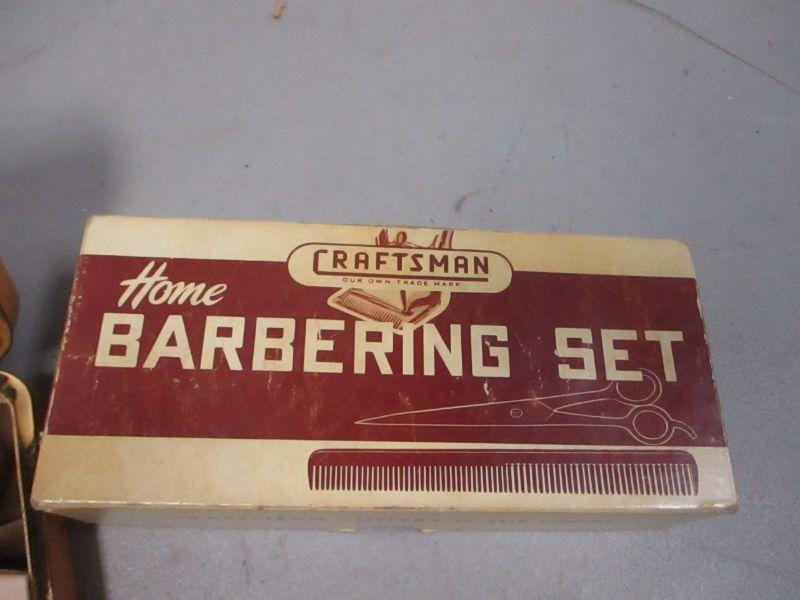 CRAFTSMAN
OUR OWN TRADE MARK
Home
BARBERING SET